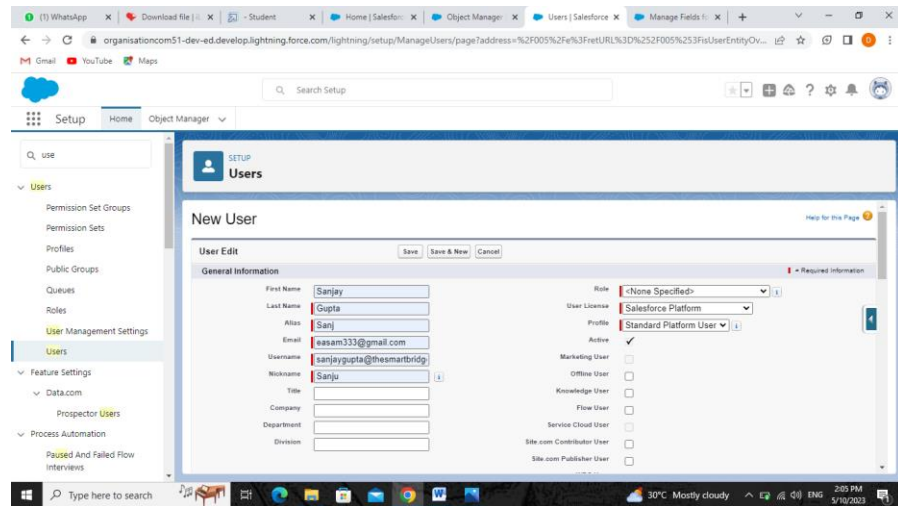 (1) WhatsApp
Download file | iL
- Student
Home | Salesforc
Object Manager
Users | Salesforce
Manage Fields fo
organisationcom51-dev-ed.develop.lightning.force.com/lightning/setup/ManageUsers/page?address=%2F005%2Fe%3FretURL%3D%252F005%253FisUserEntityOv...
Gmail YouTube Maps
Search Setup
Setup Home Object Manager
use
Users
Permission Set Groups
Permission Sets
Profiles
Public Groups
Queues
Roles
User Management Settings
Users
Feature Settings
Data.com
Prospector Users
Process Automation
Paused And Failed Flow
Interviews
SETUP
Users
New User
Help for this Page
User Edit Save Save & New Cancel
General Information = Required Information
First Name Sanjay
Last Name Gupta
Alias Sanj
Email easam333@gmail.com
Username sanjaygupta@thesmartbridg
Nickname Sanju
Title
Company
Department
Division
Role <None Specified>
User License Salesforce Platform
Profile Standard Platform User
Active
Marketing User
Offline User
Knowledge User
Flow User
Service Cloud User
Site.com Contributor User
Site.com Publisher User
Type here to search
30°C Mostly cloudy
ENG
2:05 PM
5/10/2023